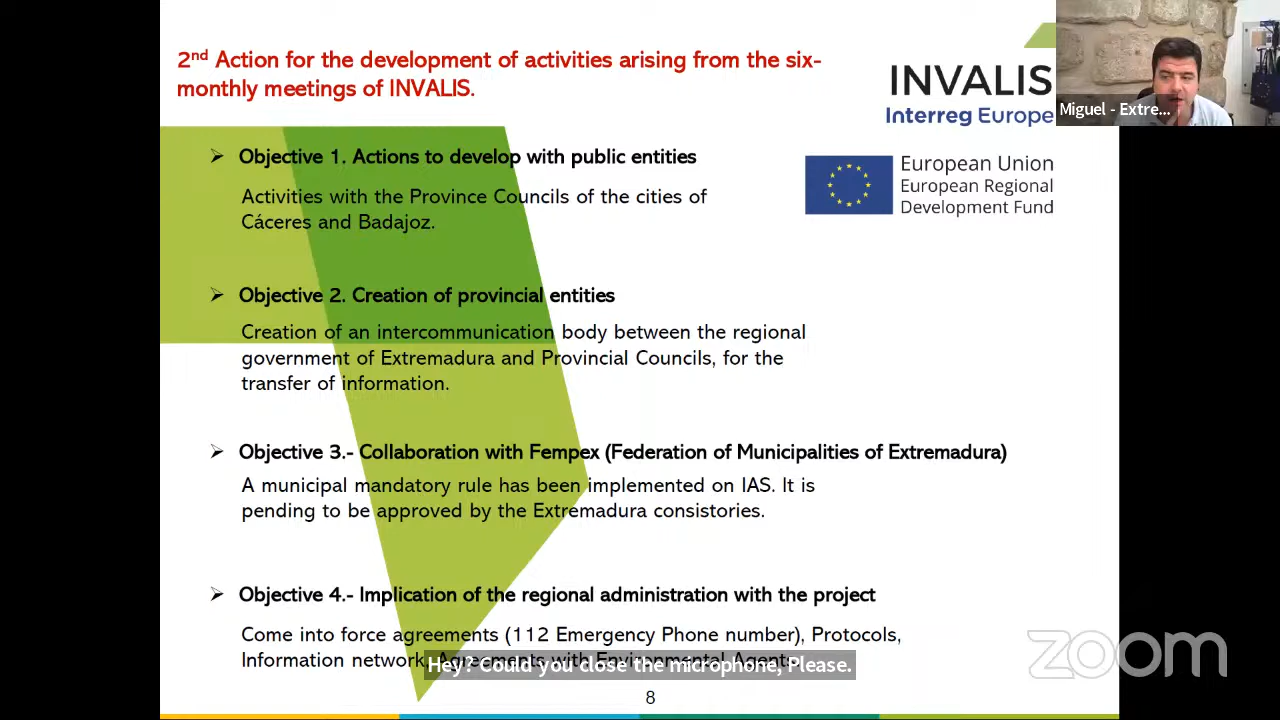 2nd Action for the development of activities arising from the six-
monthly meetings of INVALIS.
INVALIS
Interreg Europe
Miguel - Extre...
European Union
European Regional
Development Fund
Objective 1. Actions to develop with public entities
Activities with the Province Councils of the cities of
Cáceres and Badajoz.
Objective 2. Creation of provincial entities
Creation of an intercommunication body between the regional
government of Extremadura and Provincial Councils, for the
transfer of information.
Objective 3.- Collaboration with Fempex (Federation of Municipalities of Extremadura)
A municipal mandatory rule has been implemented on IAS. It is
pending to be approved by the Extremadura consistories.
Objective 4.- Implication of the regional administration with the project
Come into force agreements (112 Emergency Phone number), Protocols,
Information network, Agreements with Environmental Agents
Hey? Could you close the microphone, Please.
zoom
8